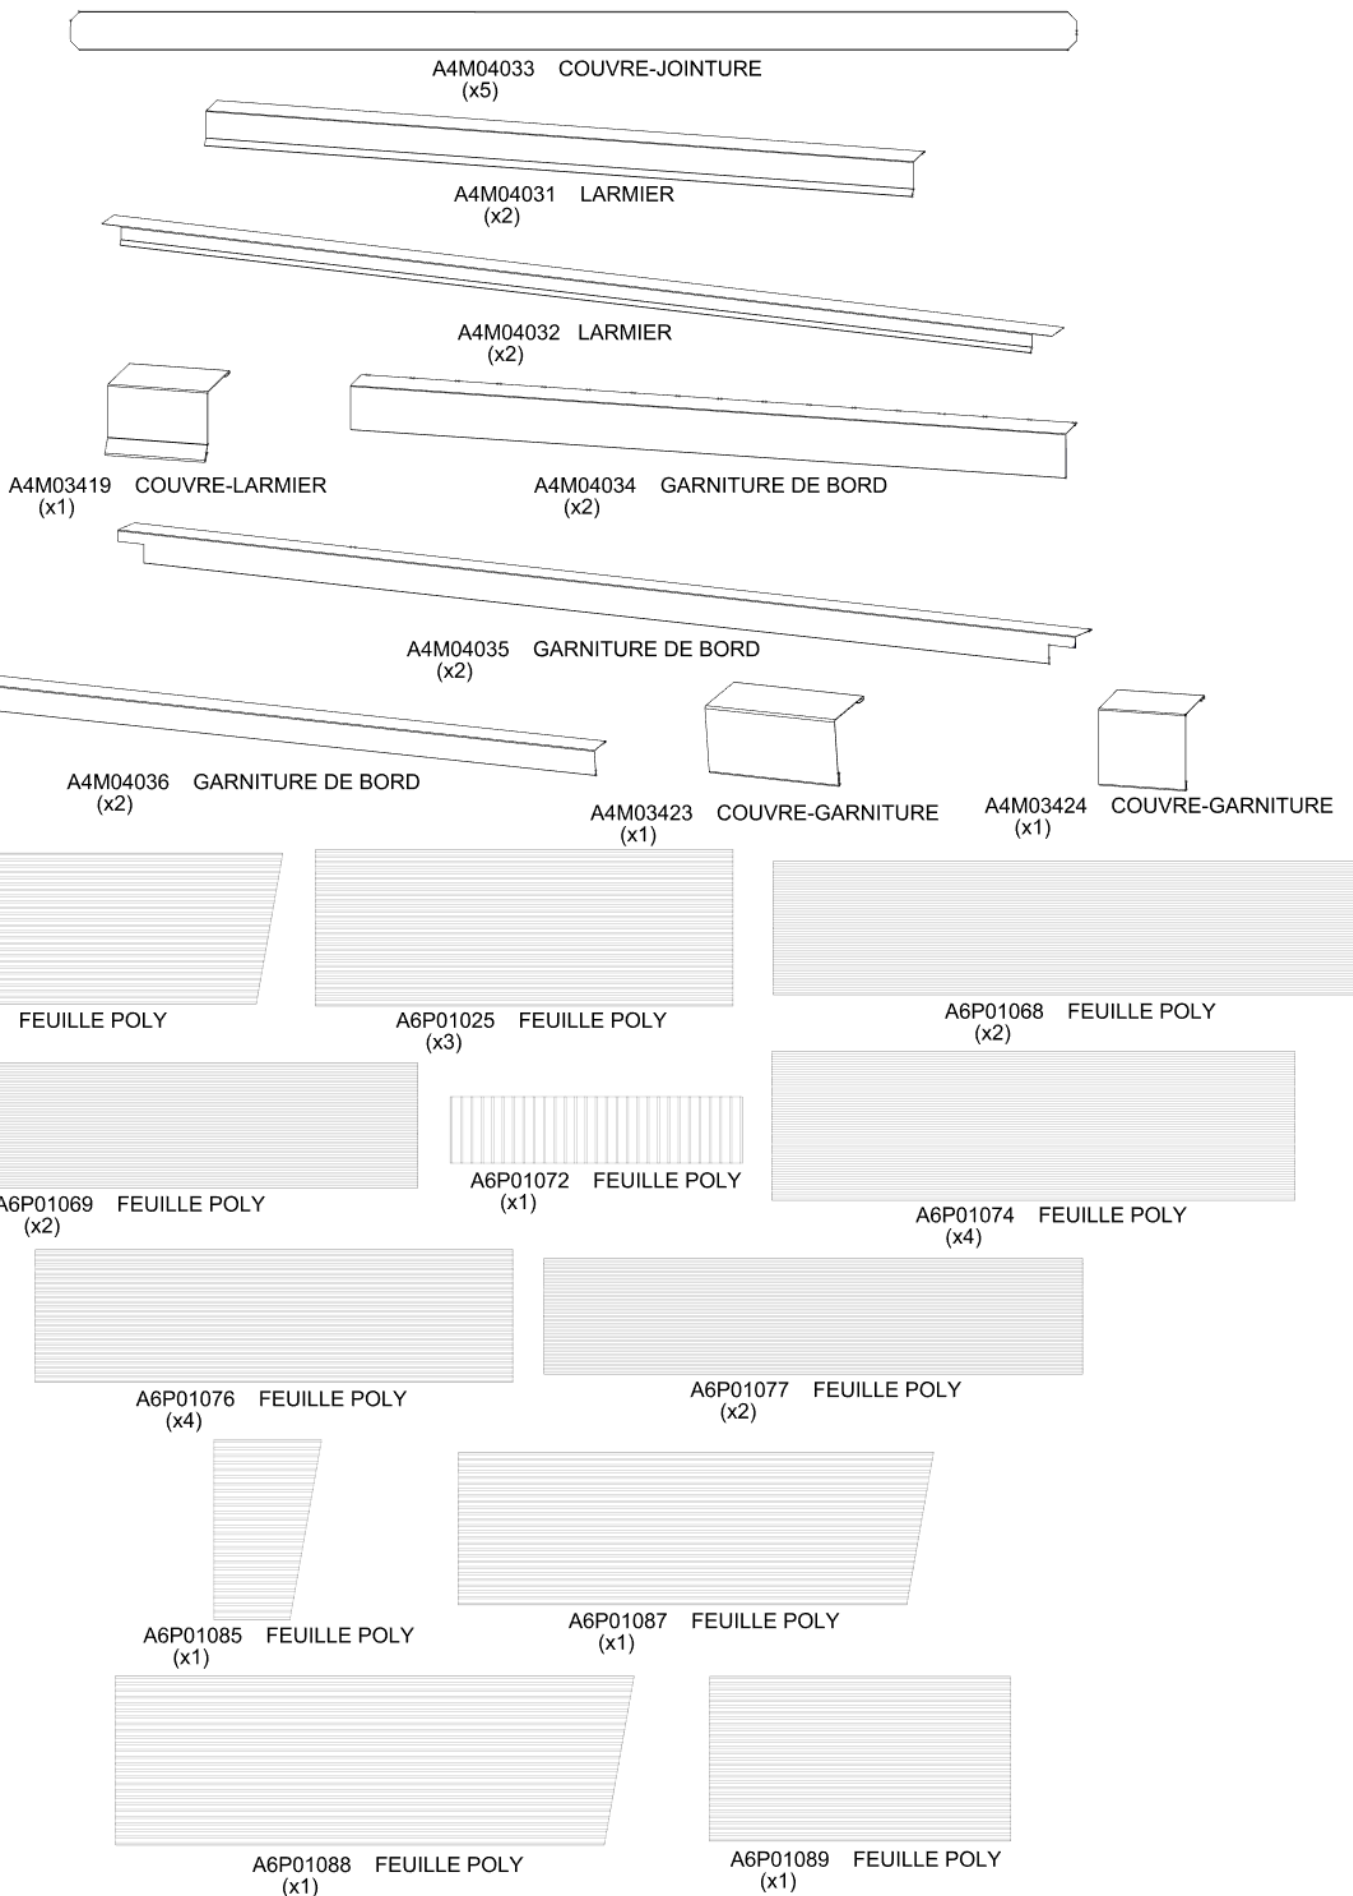 A4M04033 COUVRE-JOINTURE
(x5)
A4M04031 LARMIER
(x2)
A4M04032 LARMIER
(x2)
A4M03419 COUVRE-LARMIER
(x1)
A4M04034 GARNITURE DE BORD
(x2)
A4M04035 GARNITURE DE BORD
(x2)
A4M04036 GARNITURE DE BORD
(x2)
A4M03423 COUVRE-GARNITURE
(x1)
A4M03424 COUVRE-GARNITURE
(x1)
FEUILLE POLY
A6P01025 FEUILLE POLY
(x3)
A6P01068 FEUILLE POLY
(x2)
A6P01069 FEUILLE POLY
(x2)
A6P01072 FEUILLE POLY
(x1)
A6P01074 FEUILLE POLY
(x4)
A6P01076 FEUILLE POLY
(x4)
A6P01077 FEUILLE POLY
(x2)
A6P01085 FEUILLE POLY
(x1)
A6P01087 FEUILLE POLY
(x1)
A6P01088 FEUILLE POLY
(x1)
A6P01089 FEUILLE POLY
(x1)